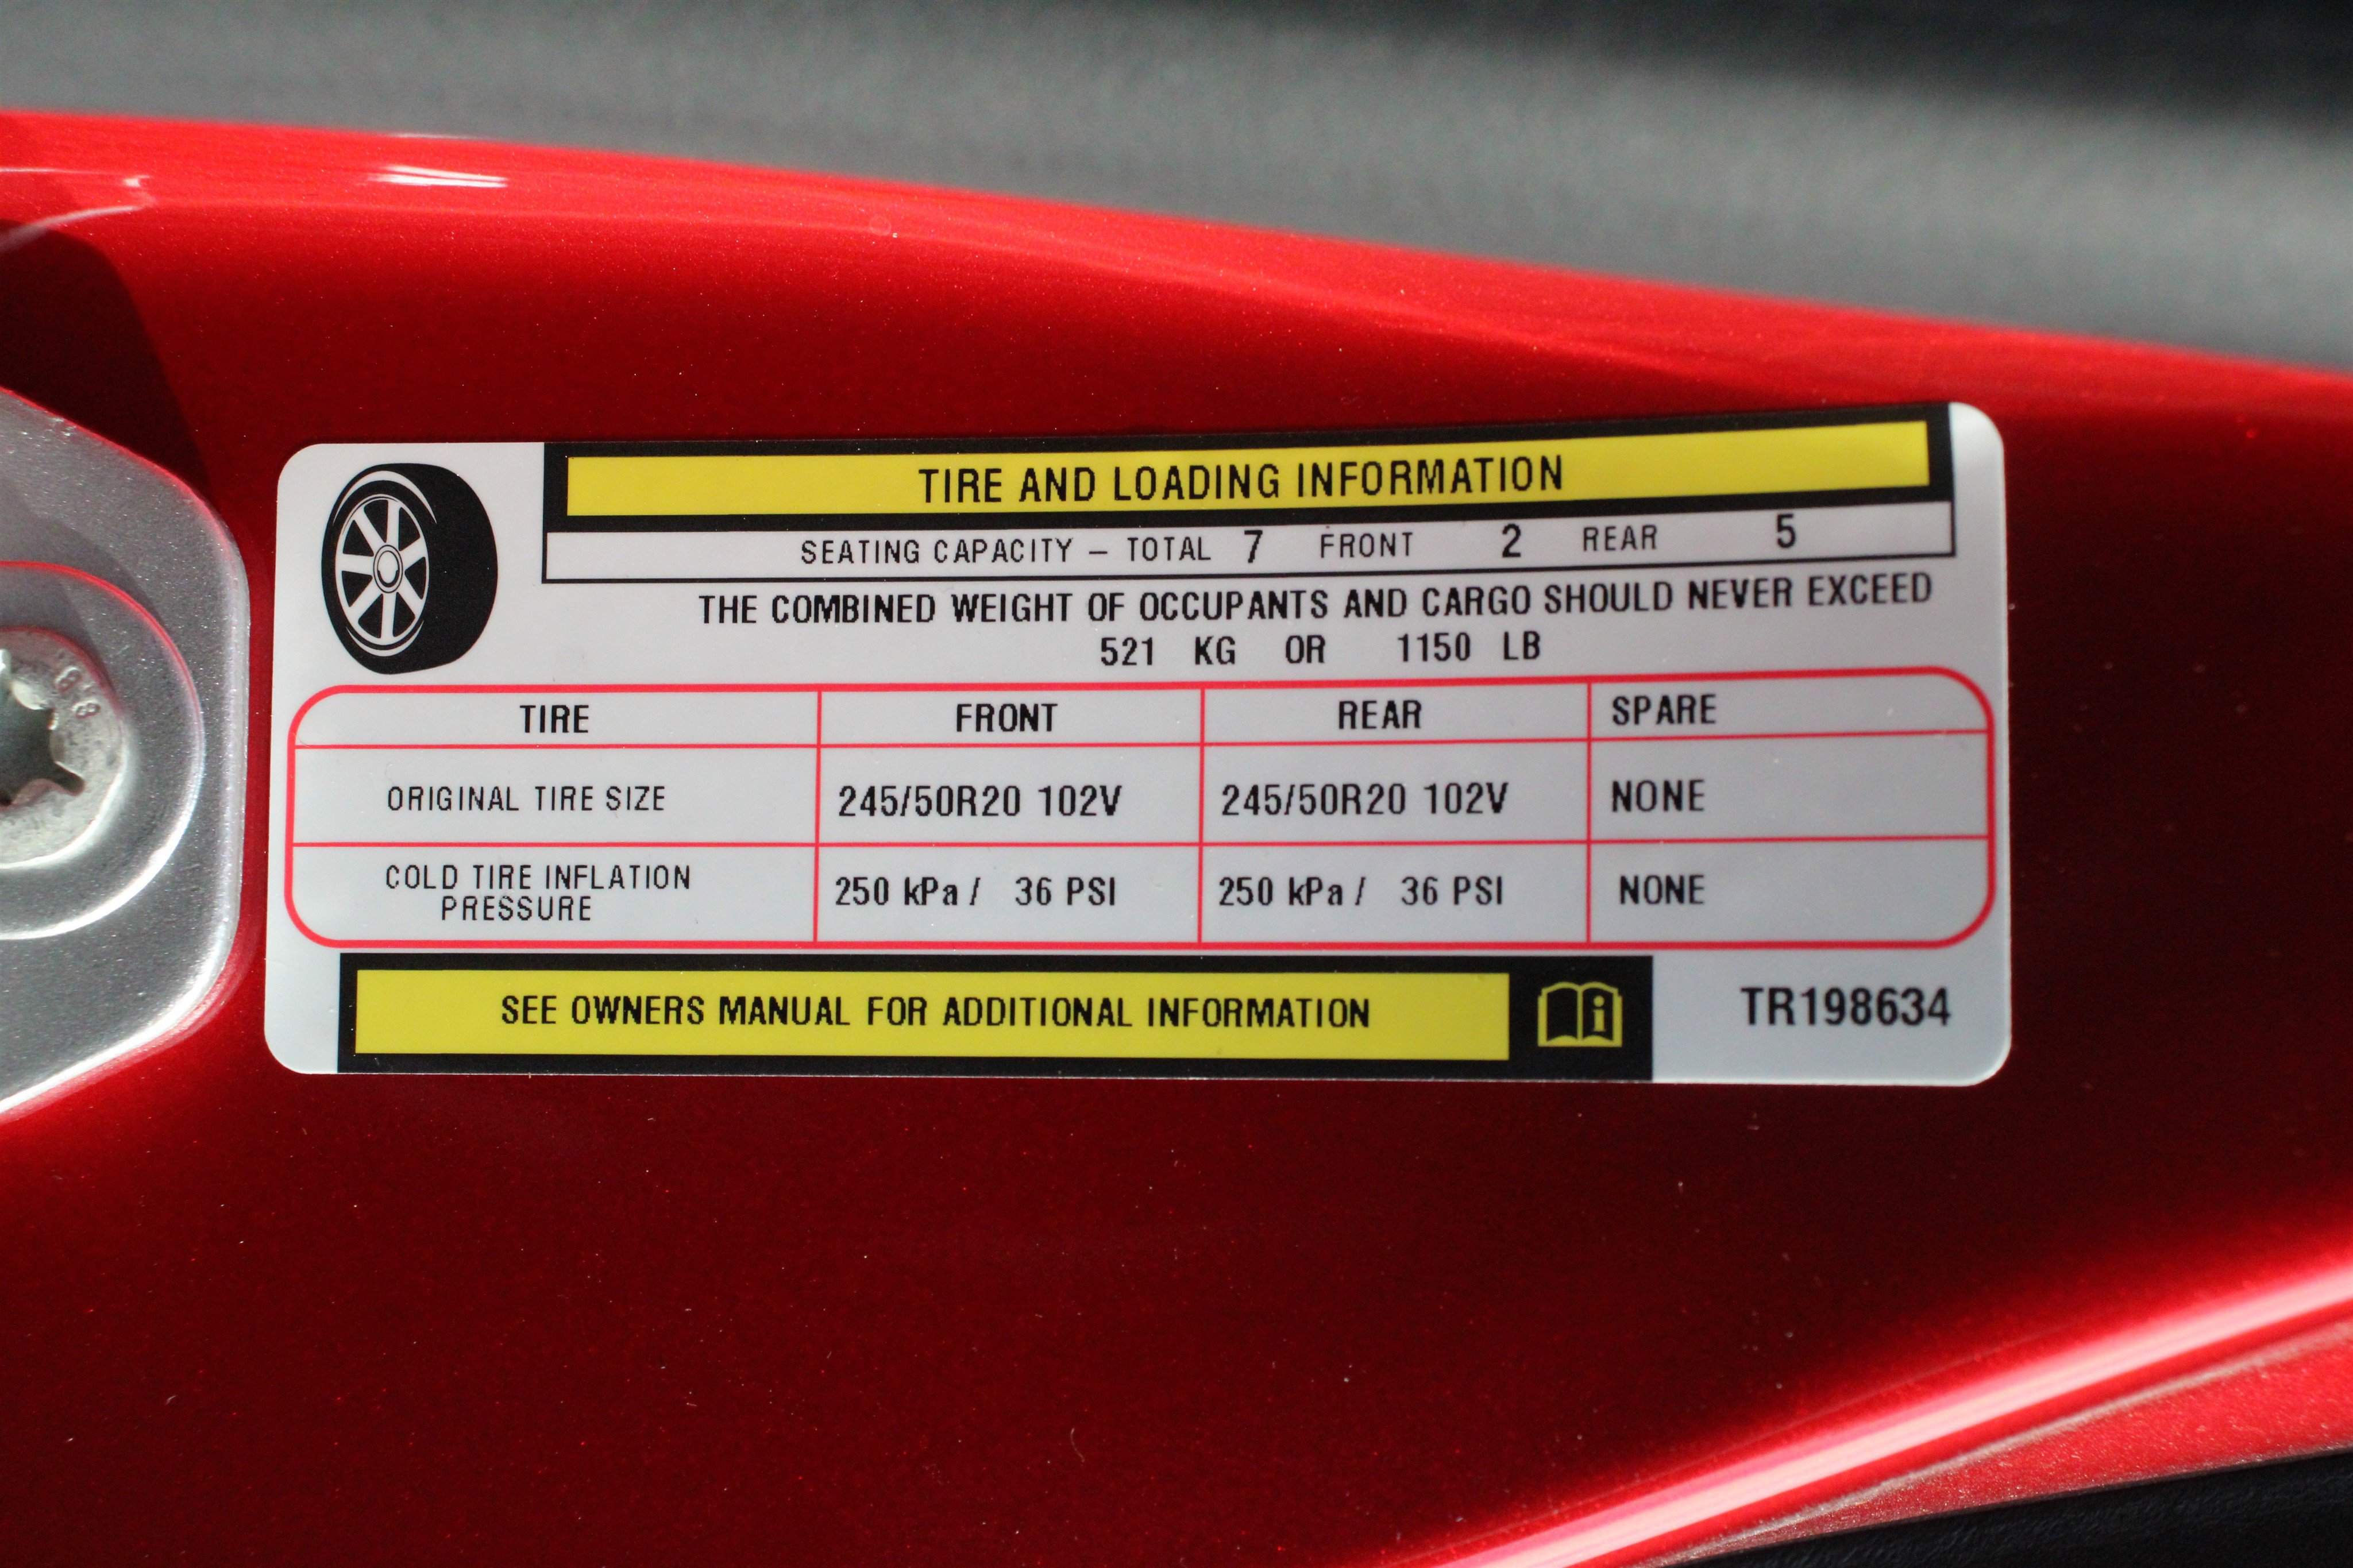 TIRE AND LOADING INFORMATION
SEATING CAPACITY – TOTAL 7 FRONT 2 REAR 5
THE COMBINED WEIGHT OF OCCUPANTS AND CARGO SHOULD NEVER EXCEED
521 KG OR 1150 LB
TIRE FRONT REAR SPARE
ORIGINAL TIRE SIZE 245/50R20 102V 245/50R20 102V NONE
COLD TIRE INFLATION
PRESSURE 250 kPa / 36 PSI 250 kPa / 36 PSI NONE
SEE OWNERS MANUAL FOR ADDITIONAL INFORMATION
TR198634